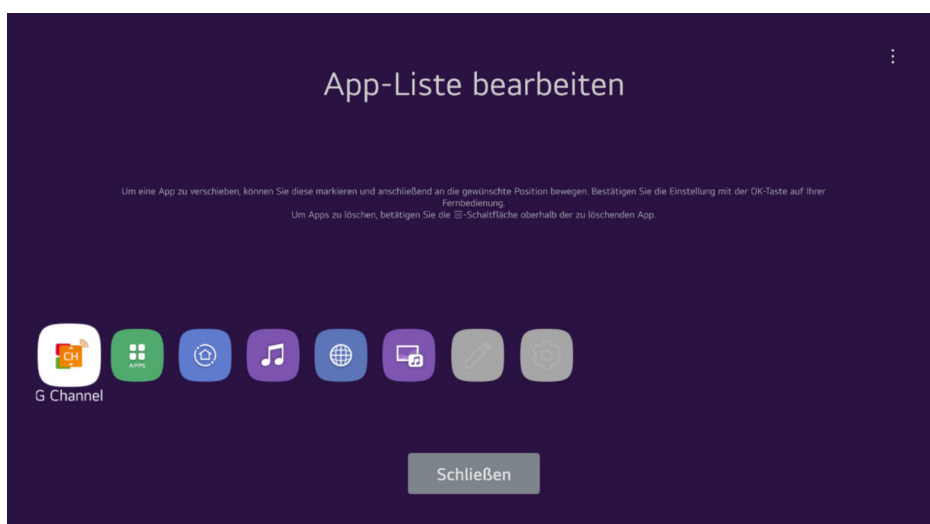 App-Liste bearbeiten
Um eine App zu verschieben, können Sie diese markieren und anschließend an die gewünschte Position bewegen. Bestätigen Sie die Einstellung mit der OK-Taste auf Ihrer
Fernbedienung.
Um Apps zu löschen, betätigen Sie die -Schaltfläche oberhalb der zu löschenden App.
CH
APPS
G Channel
Schließen